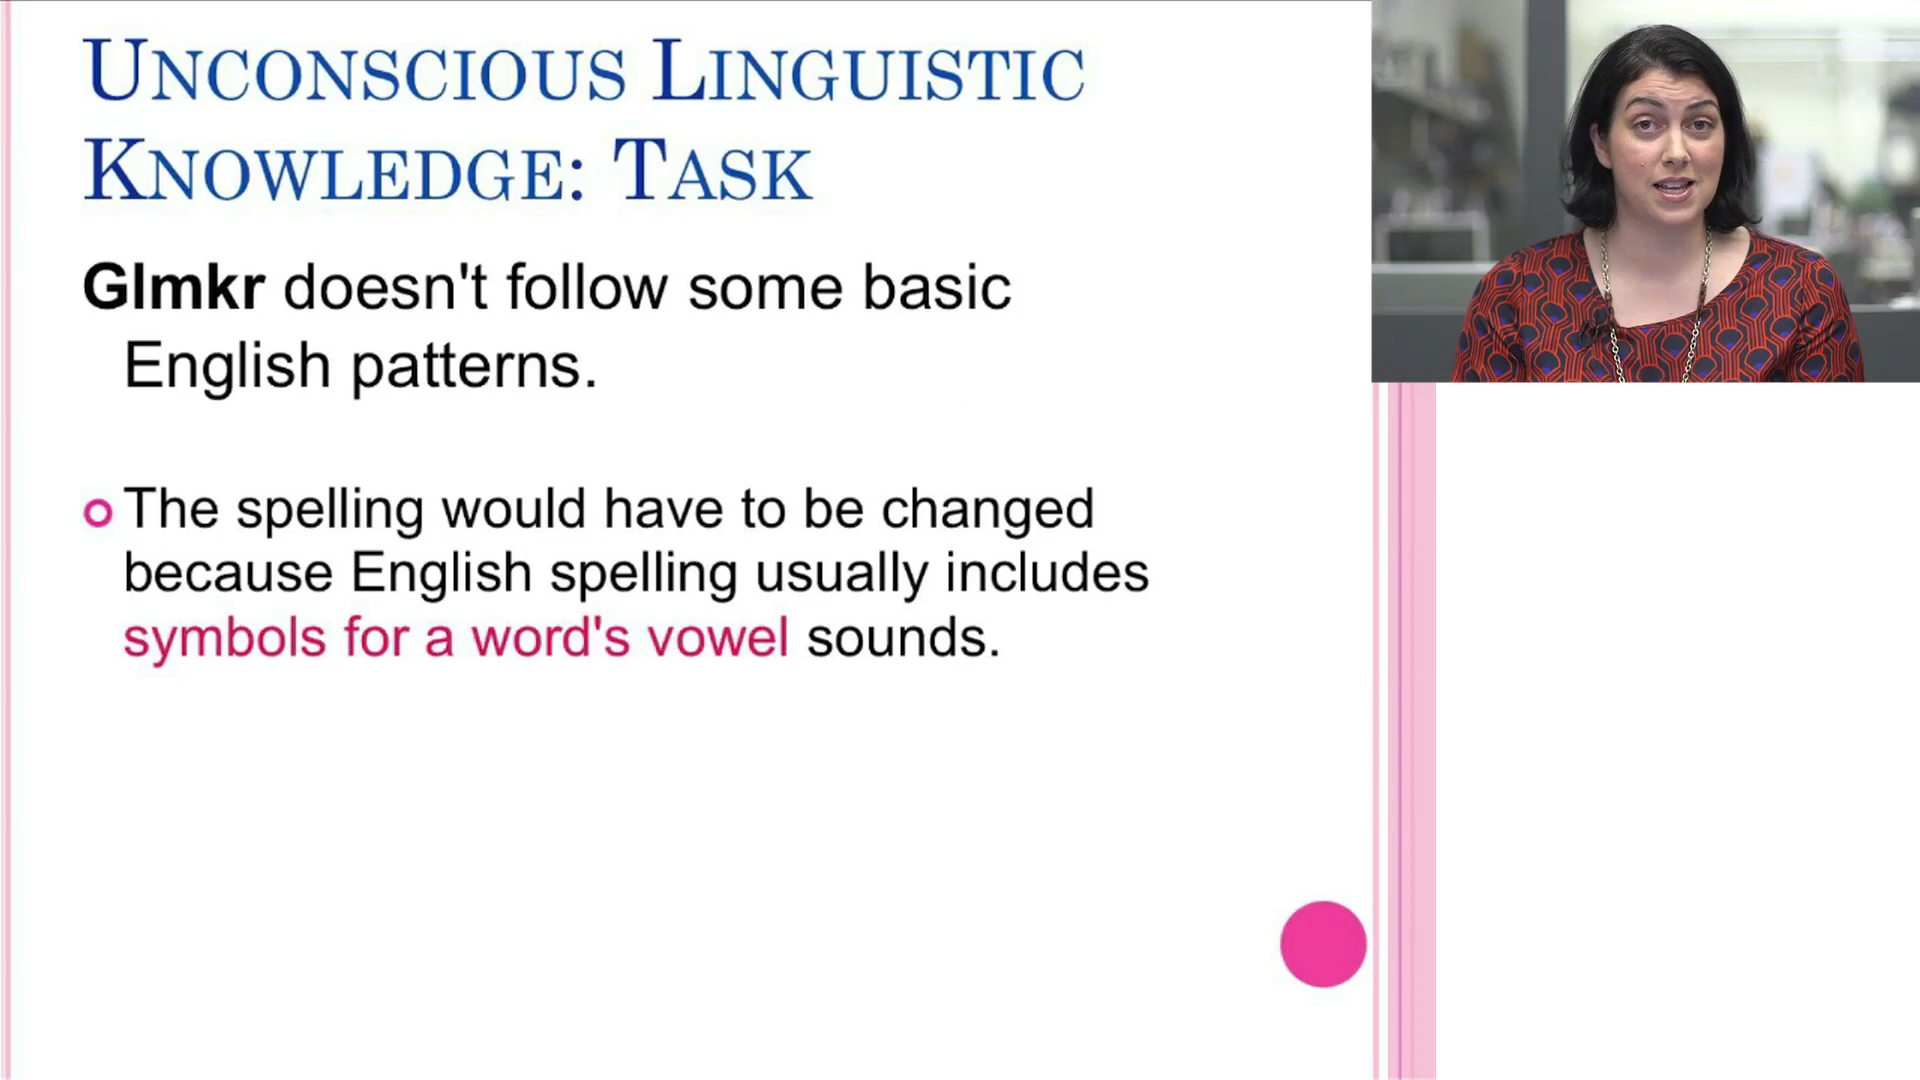 UNCONSCIOUS LINGUISTIC
KNOWLEDGE: TASK
Glmkr doesn't follow some basic
English patterns.
The spelling would have to be changed
because English spelling usually includes
symbols for a word's vowel sounds.